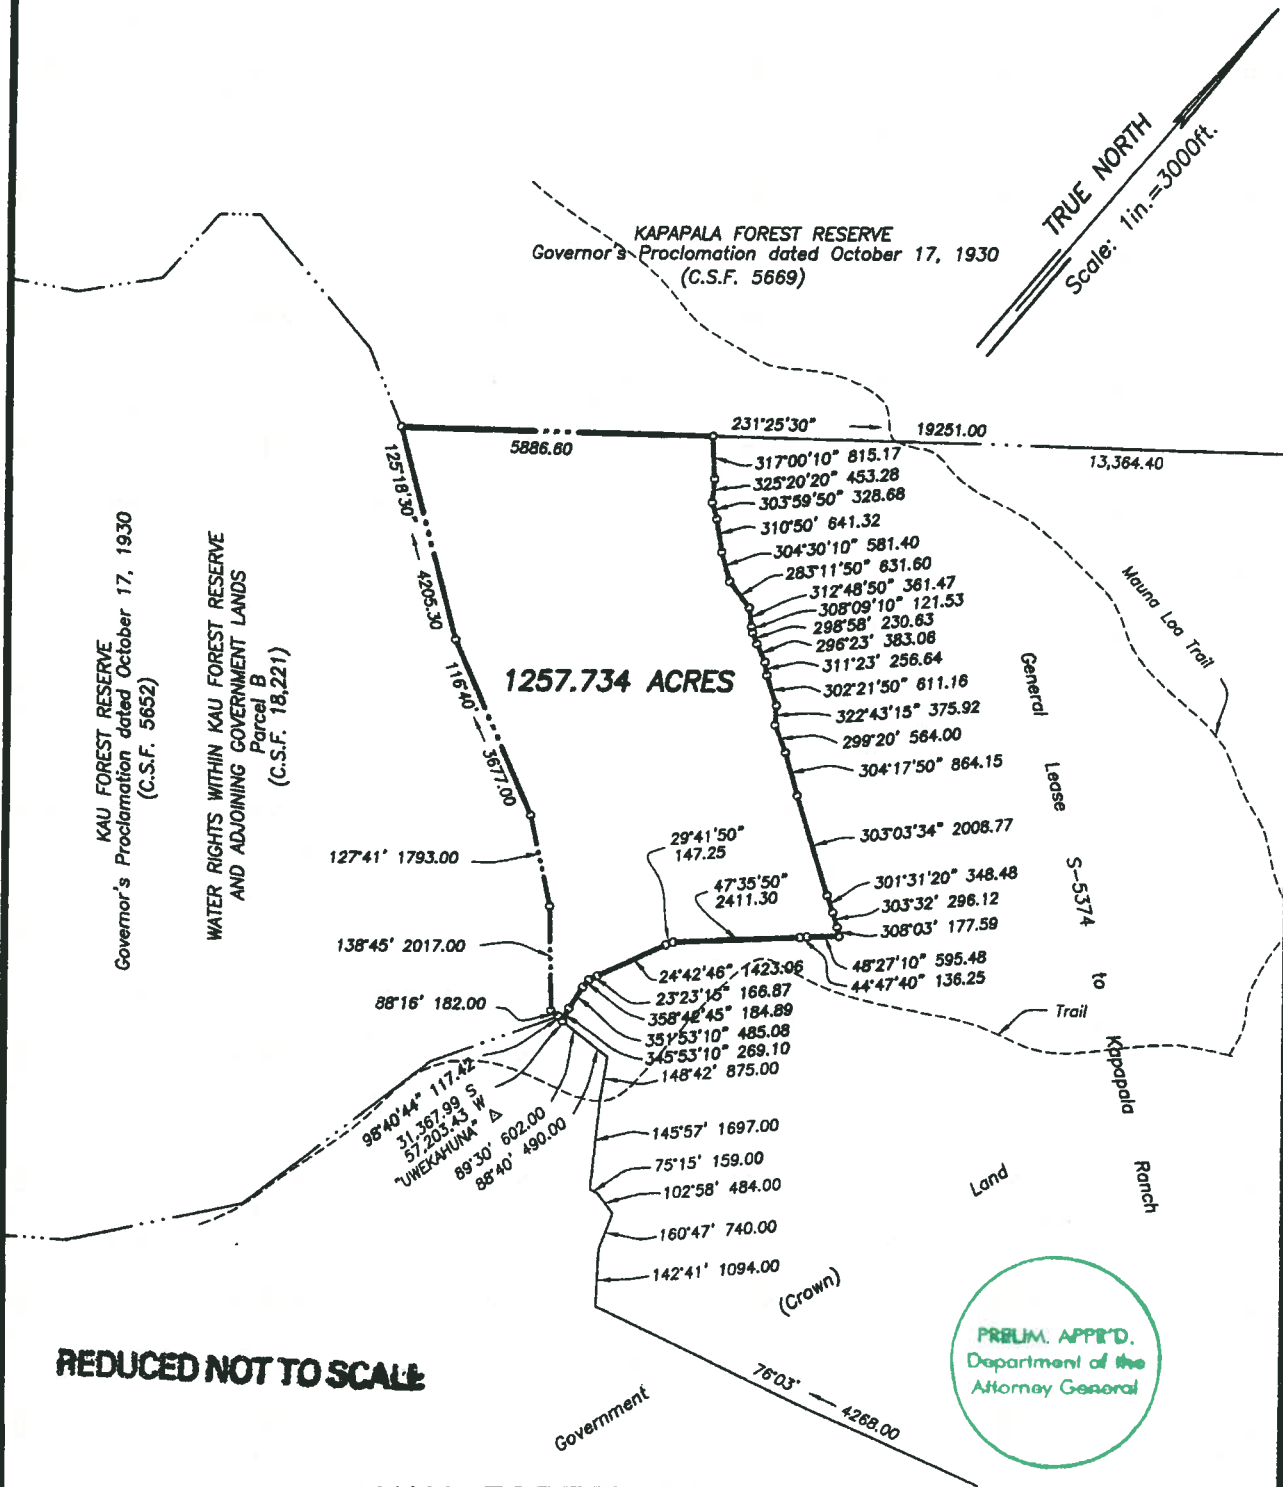 TRUE NORTH
Scale: 1in.=3000ft.
KAPAPALA FOREST RESERVE
Governor's Proclomation dated October 17, 1930
(C.S.F. 5669)
231°25'30" 19251.00
5886.60
13,364.40
317°00'10" 815.17
325°20'20" 453.28
303°59'50" 328.68
310°50' 641.32
304°30'10" 581.40
283°11'50" 631.60
312°48'50" 361.47
308°09'10" 121.53
298°58' 230.63
296°23' 383.06
311°23' 256.64
302°21'50" 611.16
322°43'15" 375.92
299°20' 564.00
304°17'50" 864.15
303°03'34" 2006.77
301°31'20" 348.48
303°32' 296.12
308°03' 177.59
48°27'10" 595.48
44°47'40" 136.25
125°18'30" 4205.30
116°40' 3677.00
1257.734 ACRES
KAU FOREST RESERVE
Governor's Proclamation dated October 17, 1930
(C.S.F. 5652)
WATER RIGHTS WITHIN KAU FOREST RESERVE
AND ADJOINING GOVERNMENT LANDS
Parcel B
(C.S.F. 18,221)
127°41' 1793.00
138°45' 2017.00
88°16' 182.00
29°41'50"
147.25
47°35'50"
2411.30
24°42'46" 1423.06
23°23'15" 166.87
358°42'45" 184.89
351°53'10" 485.08
345°53'10" 269.10
148°42' 875.00
145°57' 1697.00
75°15' 159.00
102°58' 484.00
160°47' 740.00
142°41' 1094.00
98°40'44" 117.42
31,367.99 S
57,203.43 W
"UWEKAHUNA" △
89°30' 602.00
88°40' 490.00
Mauna Loa Trail
General Lease S-5374 to Kapapala Ranch
Trail
Land
(Crown)
Government
76°03' 4268.00
REDUCED NOT TO SCALE
PRELIM. APPR'D.
Department of the
Attorney General